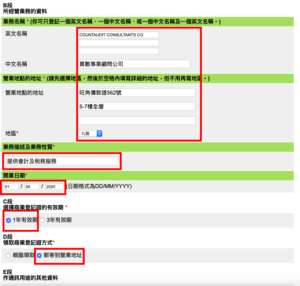 B段
所經營業務的資料
業務名稱 * (你可只登記一個英文名稱、一個中文名稱、或一個中文名稱及一個英文名稱。)
英文名稱
COUNTAUDIT CONSULTANTS CO.
中文名稱
算數專業顧問公司
營業地點的地址 * (請先選擇地區，然後於空格內填寫詳細的地址，但不用再寫地區。)
營業地點的地址
旺角彌敦道562號
5-7樓全層
地區*
九龍
業務描述及業務性質*
提供會計及稅務服務
開業日期*
01 / 04 / 2020 (日期格式為DD/MM/YYYY)
C段
選擇商業登記證的有效期 *
1年有效期 3年有效期
D段
領取商業登記證方式*
親臨領取 郵寄到營業地址
E段
作通訊用途的其他資料